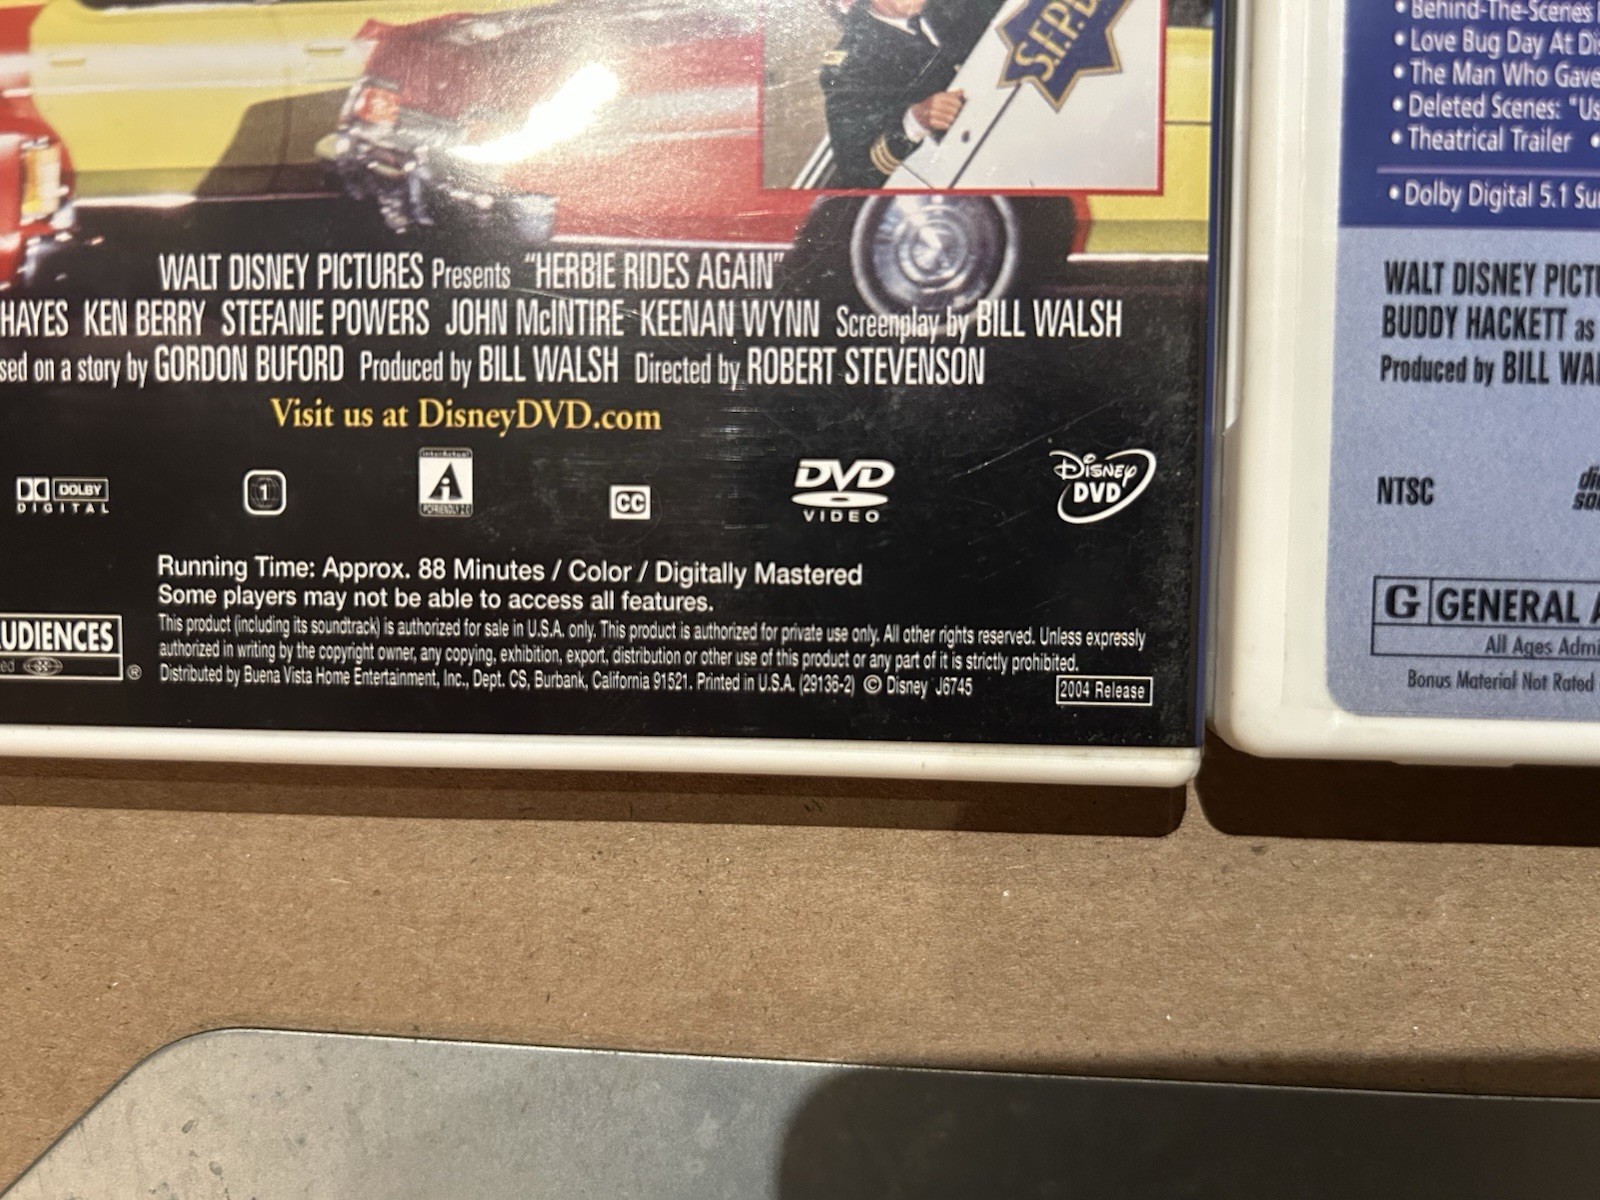 S.F.P.D
WALT DISNEY PICTURES Presents "HERBIE RIDES AGAIN"
HAYES KEN BERRY STEFANIE POWERS JOHN McINTIRE KEENAN WYNN Screenplay by BILL WALSH
sed on a story by GORDON BUFORD Produced by BILL WALSH Directed by ROBERT STEVENSON
Visit us at DisneyDVD.com
DOLBY
DIGITAL
1
InterActual
i
CC
DVD
VIDEO
DISNEY
DVD
Running Time: Approx. 88 Minutes / Color / Digitally Mastered
Some players may not be able to access all features.
UDIENCES
ed
®
This product (including its soundtrack) is authorized for sale in U.S.A. only. This product is authorized for private use only. All other rights reserved. Unless expressly
authorized in writing by the copyright owner, any copying, exhibition, export, distribution or other use of this product or any part of it is strictly prohibited.
Distributed by Buena Vista Home Entertainment, Inc., Dept. CS, Burbank, California 91521. Printed in U.S.A. (29136-2) © Disney J6745
2004 Release
• Behind-The-Scenes
• Love Bug Day At Dis
• The Man Who Gave
• Deleted Scenes: "Us
• Theatrical Trailer •
• Dolby Digital 5.1 Su
WALT DISNEY PICTU
BUDDY HACKETT as
Produced by BILL WA
NTSC
G GENERAL A
All Ages Admi
Bonus Material Not Rated